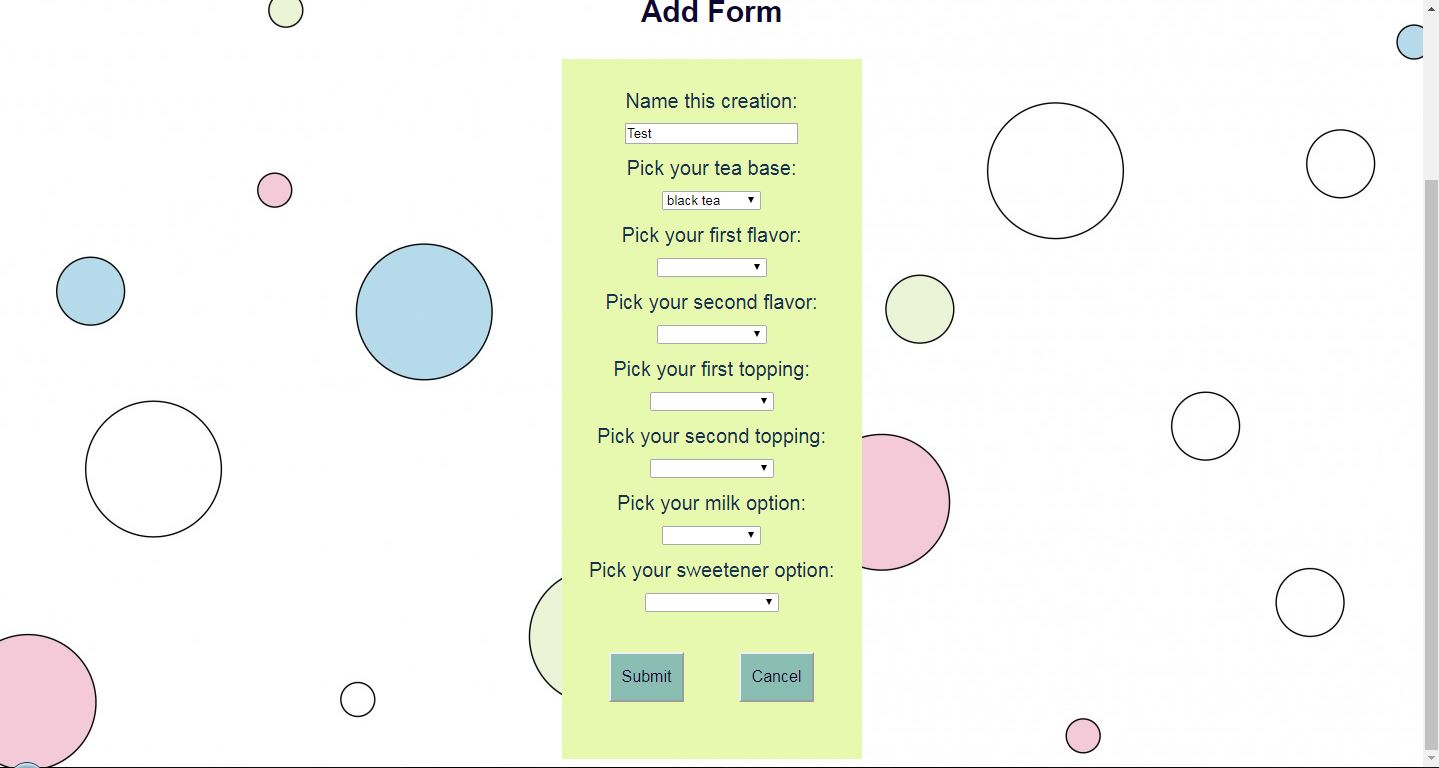 Add Form
Name this creation:
Test
Pick your tea base:
black tea
Pick your first flavor:
Pick your second flavor:
Pick your first topping:
Pick your second topping:
Pick your milk option:
Pick your sweetener option:
Submit
Cancel